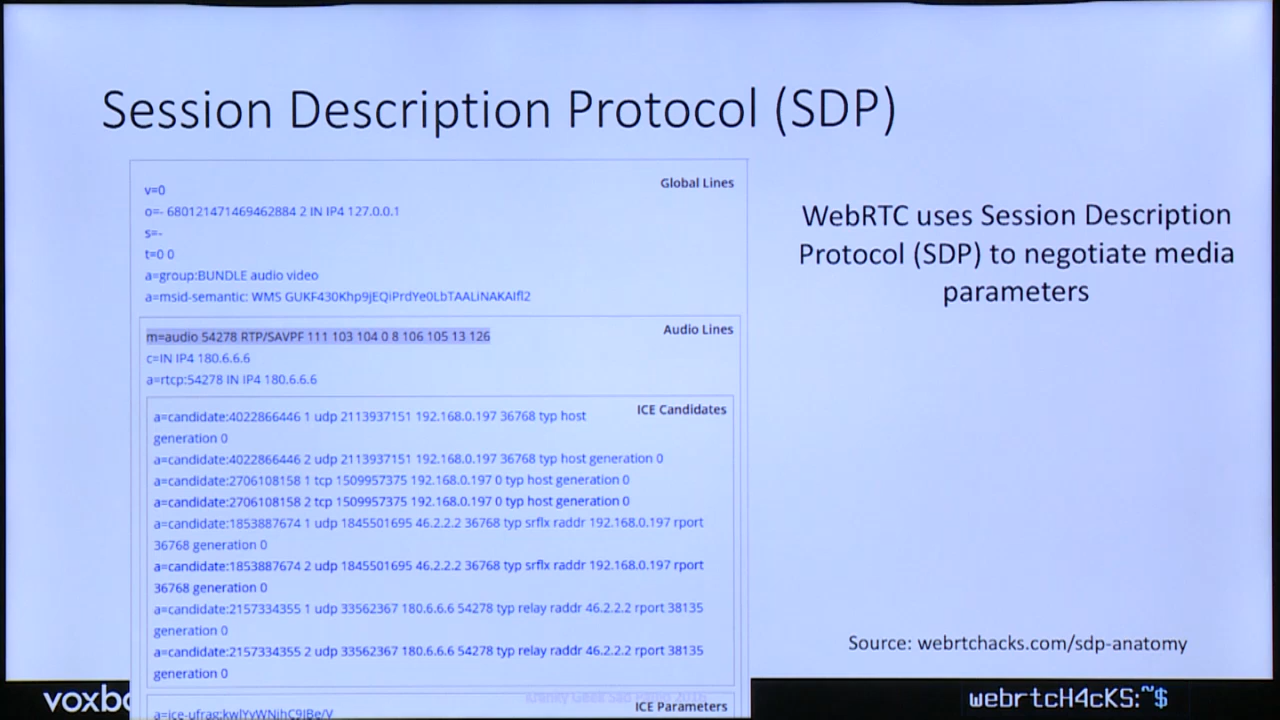 Session Description Protocol (SDP)
Global Lines
v=0
o=- 680121471469462884 2 IN IP4 127.0.0.1
s=-
t=0 0
a=group:BUNDLE audio video
a=msid-semantic: WMS GUKF430Khp9jEQiPrdYe0LbTAALiNAKAIfl2
Audio Lines
m=audio 54278 RTP/SAVPF 111 103 104 0 8 106 105 13 126
c=IN IP4 180.6.6.6
a=rtcp:54278 IN IP4 180.6.6.6
ICE Candidates
a=candidate:4022866446 1 udp 2113937151 192.168.0.197 36768 typ host
generation 0
a=candidate:4022866446 2 udp 2113937151 192.168.0.197 36768 typ host generation 0
a=candidate:2706108158 1 tcp 1509957375 192.168.0.197 0 typ host generation 0
a=candidate:2706108158 2 tcp 1509957375 192.168.0.197 0 typ host generation 0
a=candidate:1853887674 1 udp 1845501695 46.2.2.2 36768 typ srflx raddr 192.168.0.197 rport
36768 generation 0
a=candidate:1853887674 2 udp 1845501695 46.2.2.2 36768 typ srflx raddr 192.168.0.197 rport
36768 generation 0
a=candidate:2157334355 1 udp 33562367 180.6.6.6 54278 typ relay raddr 46.2.2.2 rport 38135
generation 0
a=candidate:2157334355 2 udp 33562367 180.6.6.6 54278 typ relay raddr 46.2.2.2 rport 38135
generation 0
ICE Parameters
a=ice-ufrag:kwlYyWNjhC9JBe/V
WebRTC uses Session Description
Protocol (SDP) to negotiate media
parameters
Source: webrtchacks.com/sdp-anatomy
voxbo
Kranky Geek São Paulo 2016
webrtcH4cKS:~$